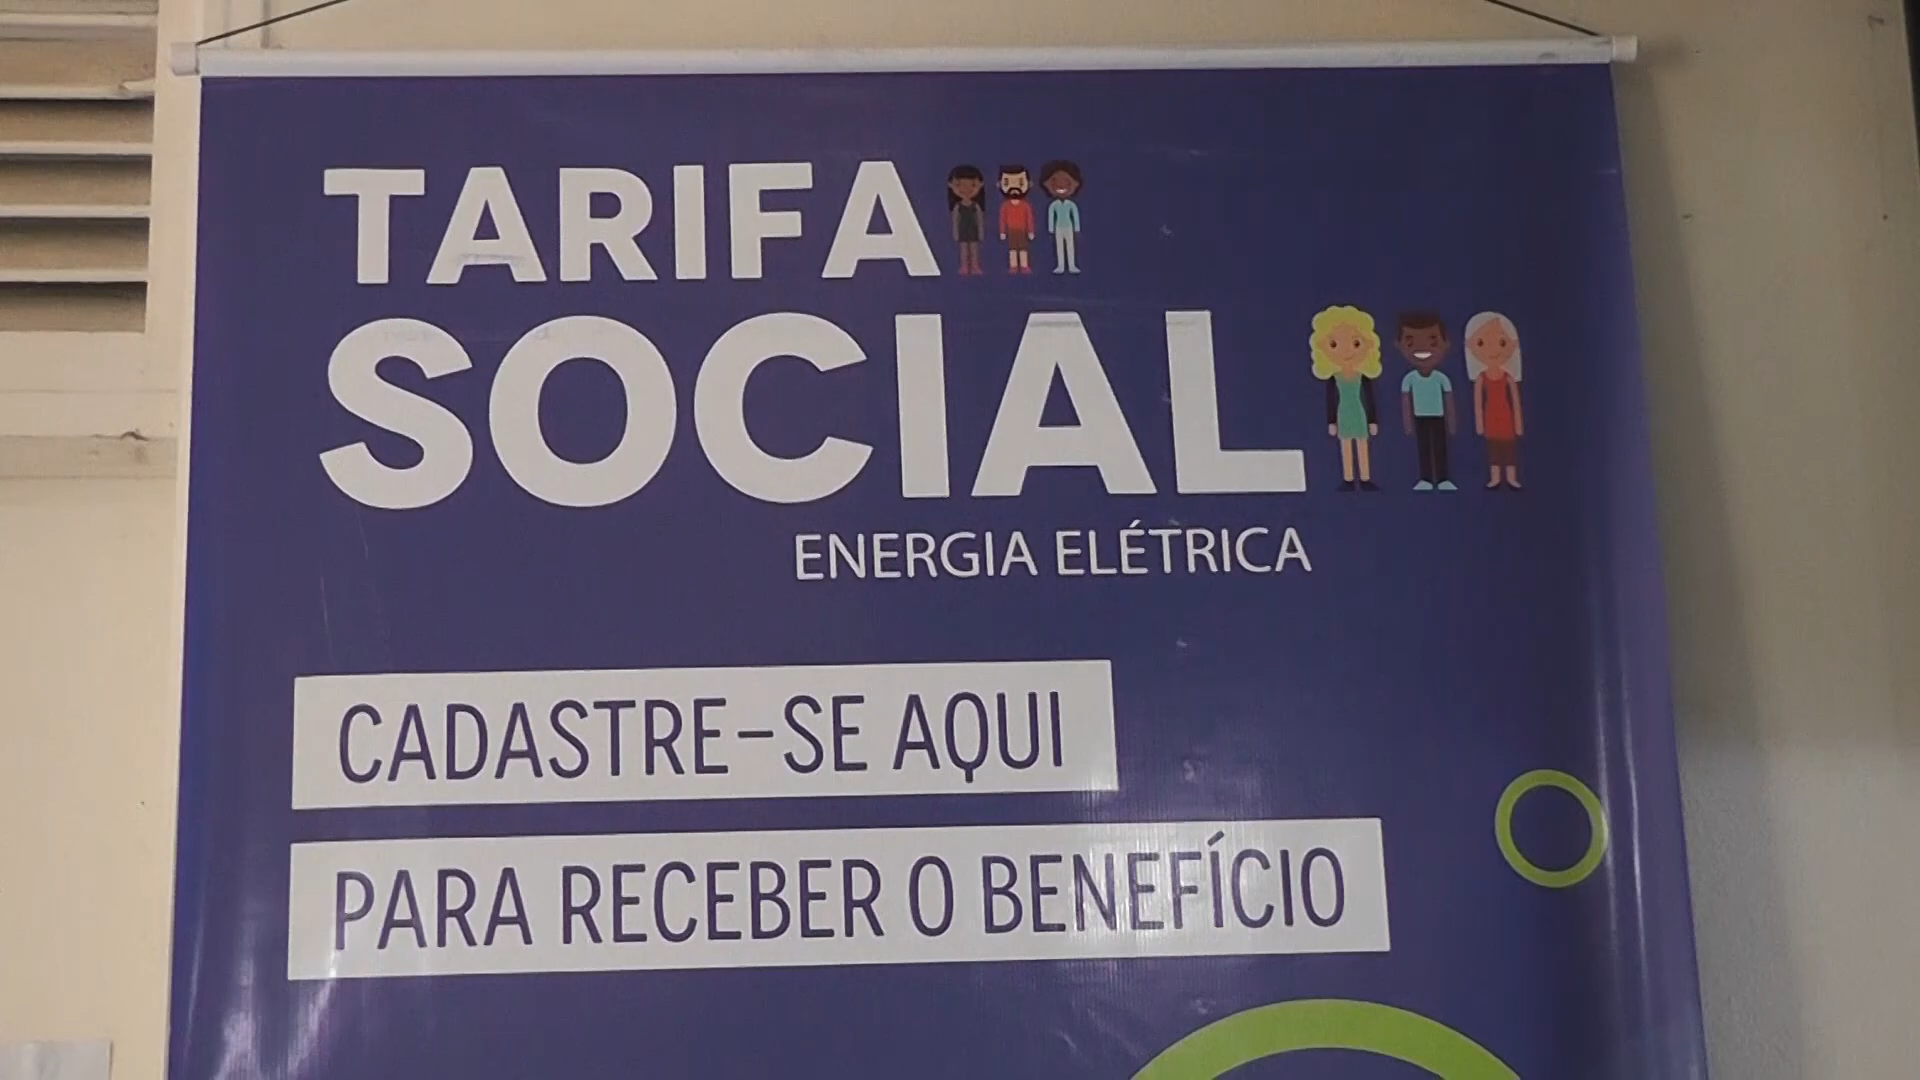 TARIFA
SOCIAL
ENERGIA ELÉTRICA
CADASTRE-SE AQUI
PARA RECEBER O BENEFÍCIO